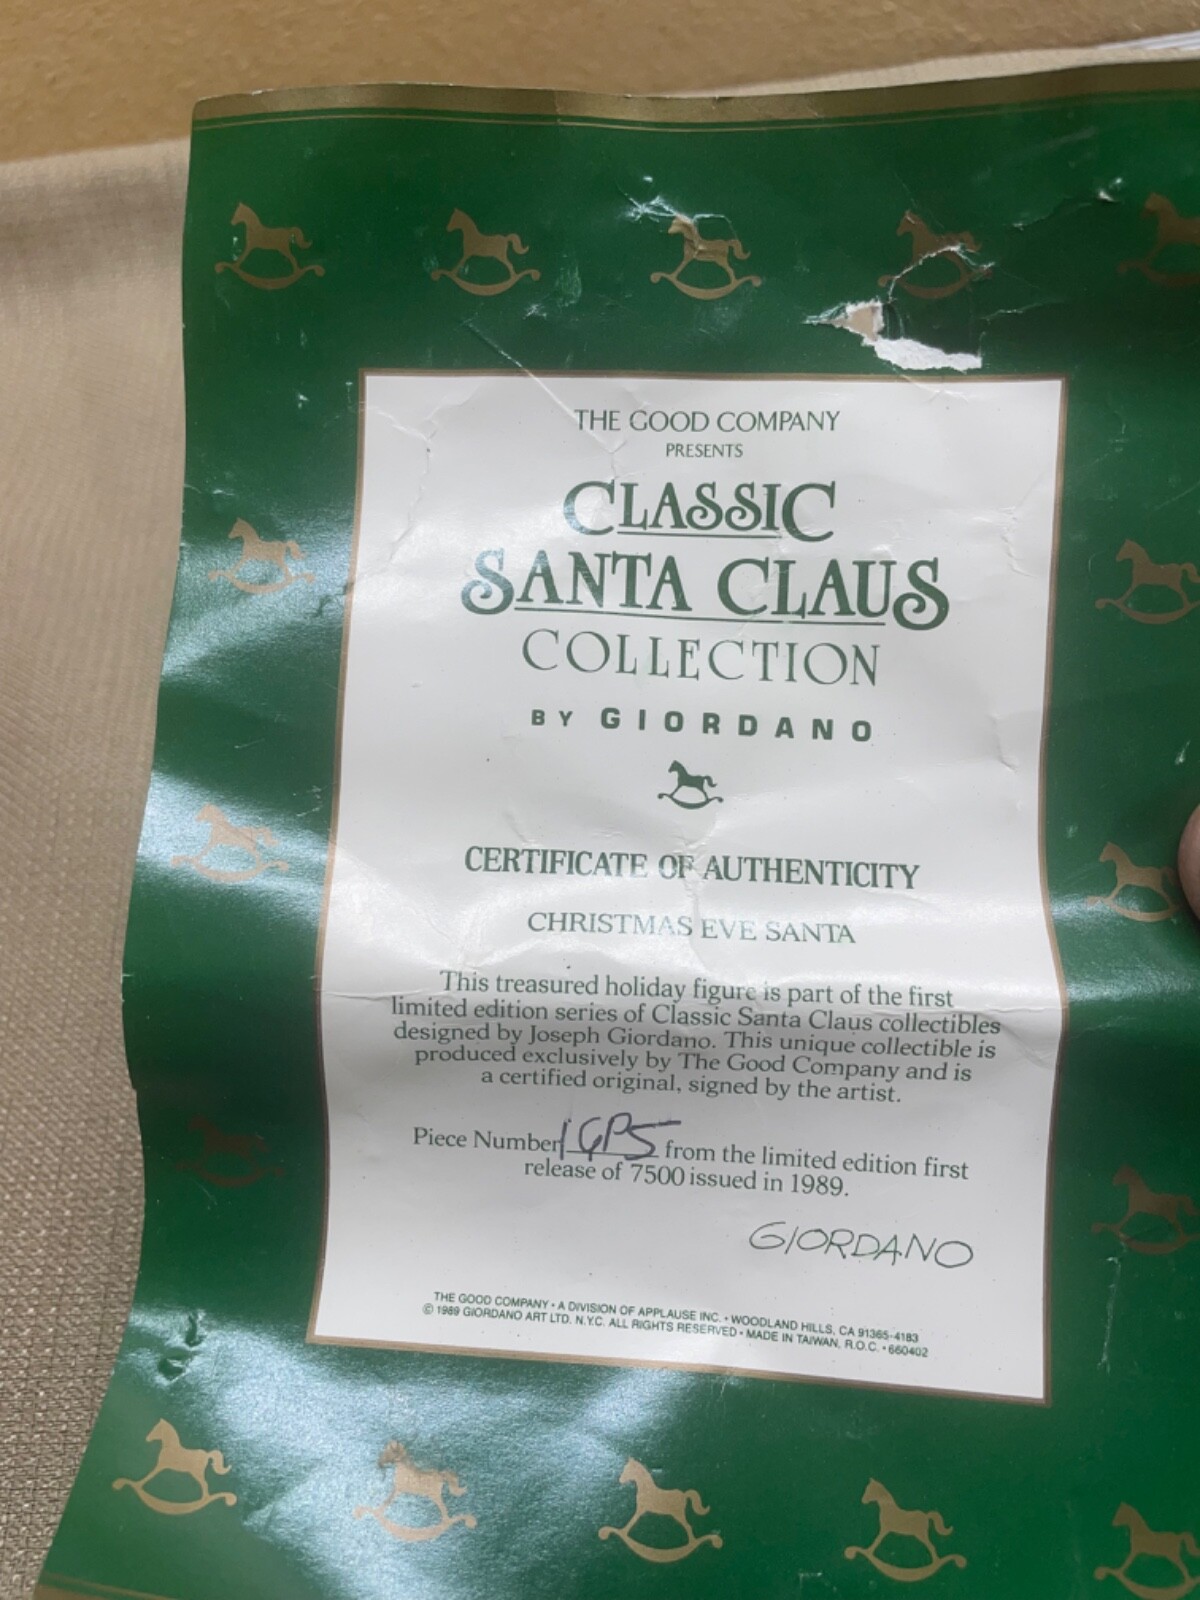 THE GOOD COMPANY
PRESENTS
CLASSIC
SANTA CLAUS
COLLECTION
BY GIORDANO
CERTIFICATE OF AUTHENTICITY
CHRISTMAS EVE SANTA
This treasured holiday figure is part of the first
limited edition series of Classic Santa Claus collectibles
designed by Joseph Giordano. This unique collectible is
produced exclusively by The Good Company and is
a certified original, signed by the artist.
Piece Number from the limited edition first
release of 7500 issued in 1989.
GIORDANO
THE GOOD COMPANY • A DIVISION OF APPLAUSE INC. • WOODLAND HILLS, CA 91365-4183
© 1989 GIORDANO ART LTD. N.Y.C. ALL RIGHTS RESERVED • MADE IN TAIWAN, R.O.C. • 660402